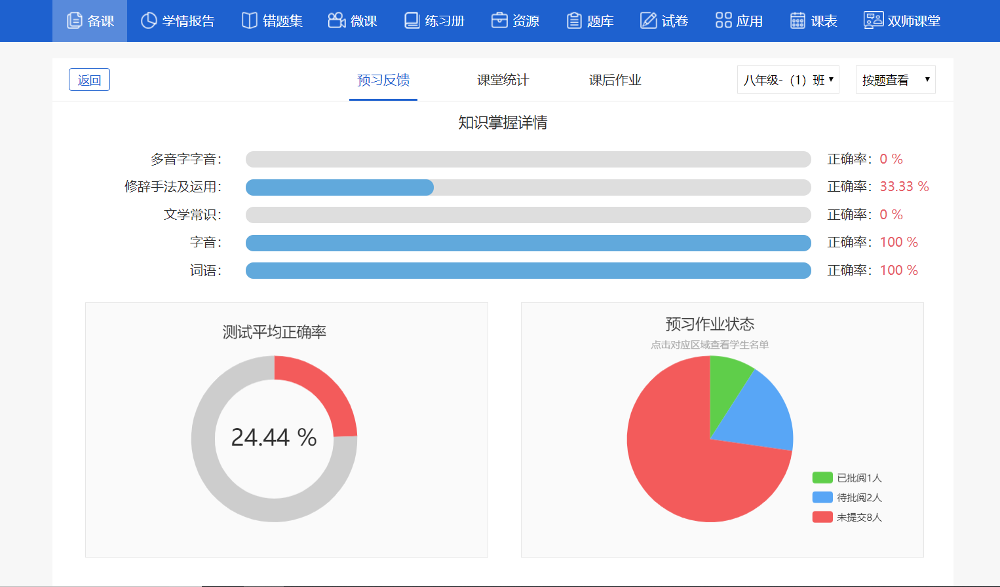 备课 学情报告 错题集 微课 练习册 资源 题库 试卷 应用 课表 双师课堂
返回 预习反馈 课堂统计 课后作业 八年级-（1）班 按题查看
知识掌握详情
多音字字音： 正确率：0 %
修辞手法及运用： 正确率：33.33 %
文学常识： 正确率：0 %
字音： 正确率：100 %
词语： 正确率：100 %
测试平均正确率
24.44 %
预习作业状态
点击对应区域查看学生名单
已批阅1人
待批阅2人
未提交8人